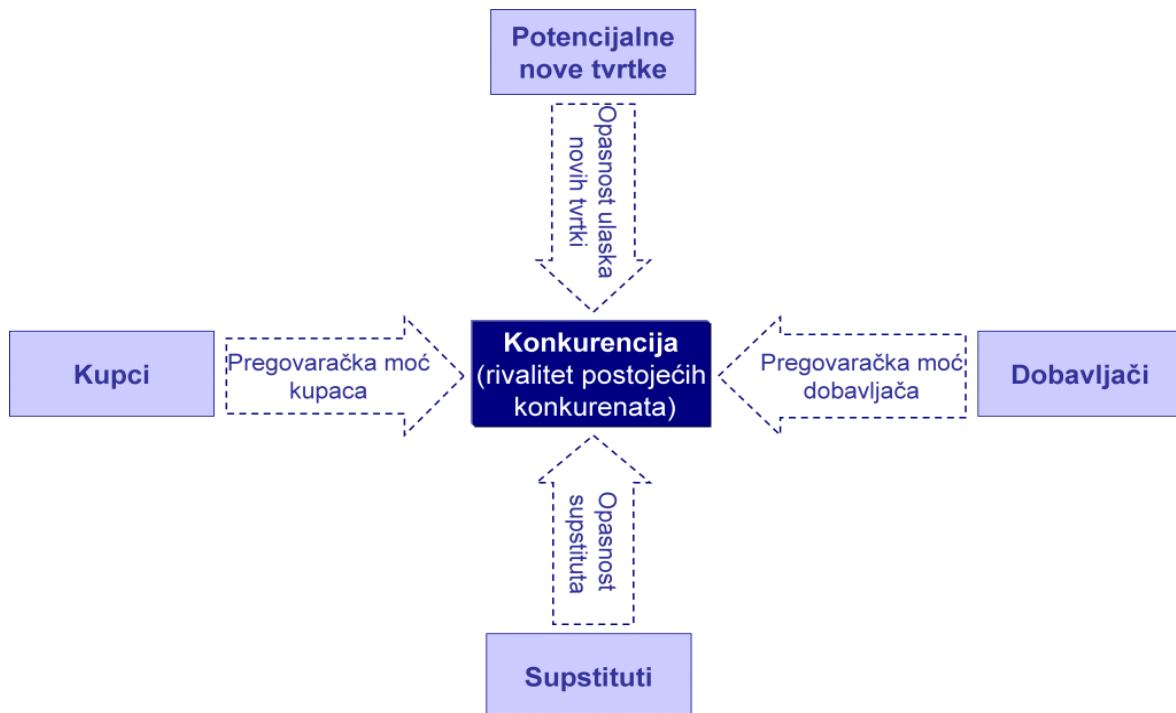 Potencijalne
nove tvrtke
Opasnost ulaska
novih tvrtki
Kupci
Pregovaračka moć
kupaca
Konkurencija
(rivalitet postojećih
konkurenata)
Pregovaračka moć
dobavljača
Dobavljači
Opasnost
supstituta
Supstituti